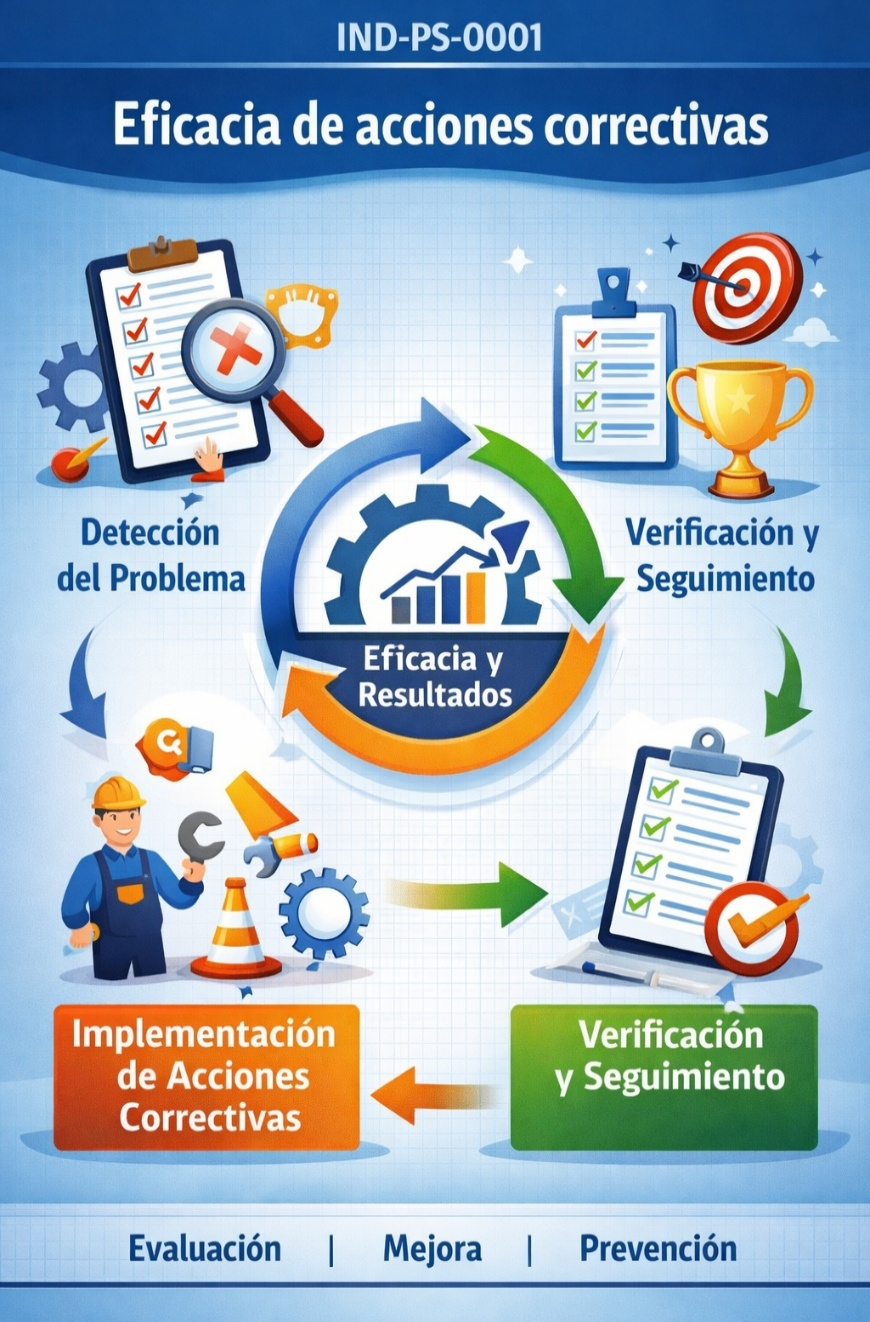 IND-PS-0001
Eficacia de acciones correctivas
Detección
del Problema
Verificación y
Seguimiento
Eficacia y
Resultados
Implementación
de Acciones
Correctivas
Verificación
y Seguimiento
Evaluación | Mejora | Prevención